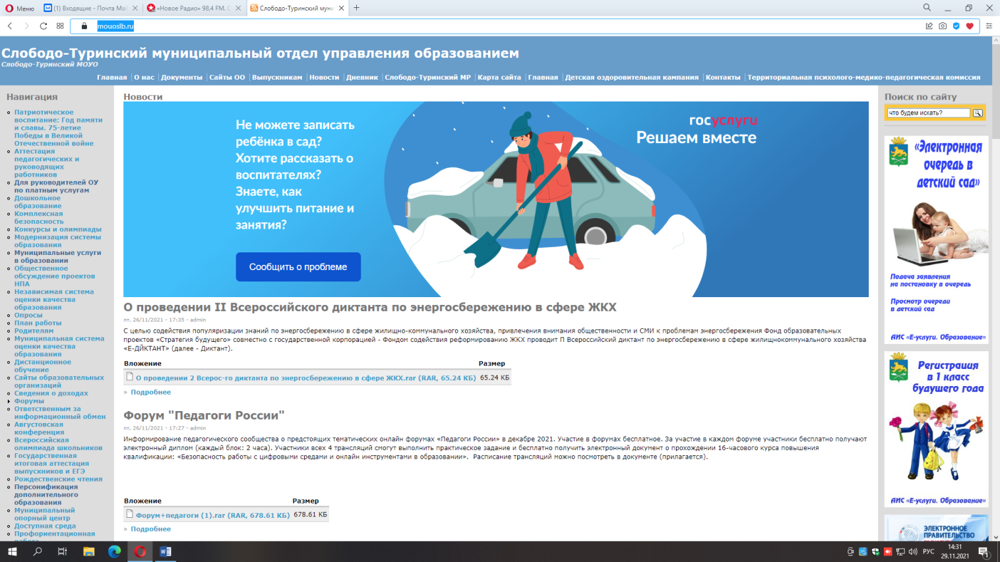 Меню
(1) Входящие - Почта Mai
«Новое Радио» 98,4 FM. С
Слободо-Туринский муни
mouoslb.ru
Слободо-Туринский муниципальный отдел управления образованием
Слободо-Туринский МОУО
Главная О нас Документы Сайты ОО Выпускникам Новости Дневник Слободо-Туринский МР Карта сайта Главная Детская оздоровительная кампания Контакты Территориальная психолого-медико-педагогическая комиссия
Навигация
Патриотическое
воспитание: Год памяти
и славы. 75-летие
Победы в Великой
Отечественной войне
Аттестация
педагогических и
руководящих
работников
Для руководителей ОУ
по платным услугам
Дошкольное
образование
Комплексная
безопасность
Конкурсы и олимпиады
Модернизация системы
образования
Муниципальные услуги
в образовании
Общественное
обсуждение проектов
НПА
Независимая система
оценки качества
образования
Опросы
План работы
Родителям
Муниципальная система
оценки качества
образования
Дистанционное
обучение
Сайты образовательных
организаций
Сведения о доходах
Форумы
Ответственным за
информационный обмен
Августовская
конференция
Всероссийская
олимпиада школьников
Государственная
итоговая аттестация
выпускников и ЕГЭ
Рождественские чтения
Персонификация
дополнительного
образования
Муниципальный
опорный центр
Доступная среда
Профориентационная
работа
Новости
Не можете записать
ребёнка в сад?
Хотите рассказать о
воспитателях?
Знаете, как
улучшить питание и
занятия?
Сообщить о проблеме
госуслуги
Решаем вместе
О проведении II Всероссийского диктанта по энергосбережению в сфере ЖКХ
пт, 26/11/2021 - 17:35 - admin
С целью содействия популяризации знаний по энергосбережению в сфере жилищно-коммунального хозяйства, привлечения внимания общественности и СМИ к проблемам энергосбережения Фонд образовательных
проектов «Стратегия будущего» совместно с государственной корпорацией - Фондом содействия реформированию ЖКХ проводит П Всероссийский диктант по энергосбережению в сфере жилищнокоммунального хозяйства
«Е-ДЙКТАНТ» (далее - Диктант).
Вложение Размер
О проведении 2 Всерос-го диктанта по энергосбережению в сфере ЖКХ.rar (RAR, 65.24 КБ) 65.24 КБ
» Подробнее
Форум "Педагоги России"
пт, 26/11/2021 - 17:27 - admin
Информирование педагогического сообщества о предстоящих тематических онлайн форумах «Педагоги России» в декабре 2021. Участие в форумах бесплатное. За участие в каждом форуме участники бесплатно получают
электронный диплом (каждый блок: 2 часа). Участники всех 4 трансляций смогут выполнить практическое задание и бесплатно получить электронный документ о прохождении 16-часового курса повышения
квалификации: «Безопасность работы с цифровыми средами и онлайн инструментами в образовании». Расписание трансляций можно посмотреть в документе (прилагается).
Вложение Размер
Форум+педагоги (1).rar (RAR, 678.61 КБ) 678.61 КБ
» Подробнее
Поиск по сайту
что будем искать?
«Электронная
очередь в
детский сад»
Подача заявления
на постановку в очередь
Просмотр очереди
в детский сад
АИС «Е-услуги. Образование»
Регистрация
в 1 класс
будущего года
АИС «Е-услуги. Образование»
ЭЛЕКТРОННОЕ
ПРАВИТЕЛЬСТВО
РУС
14:31
29.11.2021
1